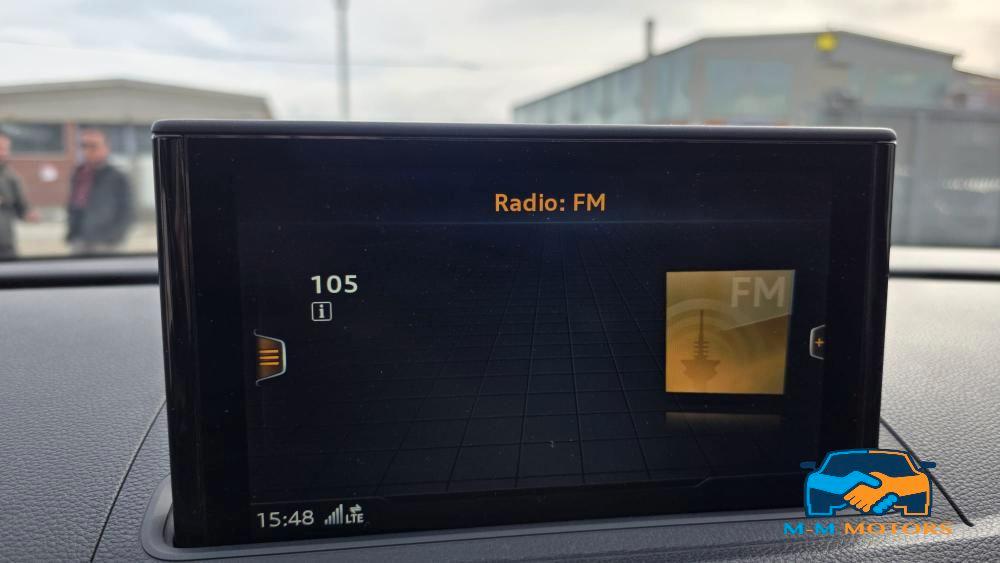 Radio: FM
105
i
FM
15:48 LTE
M-M MOTORS